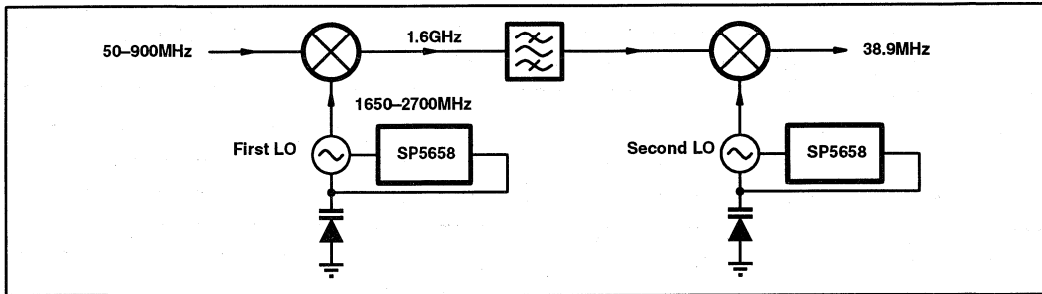 50–900MHz
1.6GHz
38.9MHz
1650–2700MHz
First LO
SP5658
Second LO
SP5658